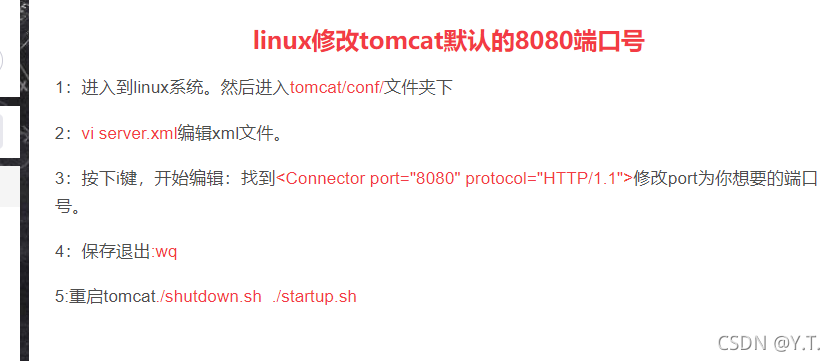 linux修改tomcat默认的8080端口号
1：进入到linux系统。然后进入tomcat/conf/文件夹下
2：vi server.xml编辑xml文件。
3：按下i键，开始编辑：找到<Connector port="8080" protocol="HTTP/1.1">修改port为你想要的端口
号。
4：保存退出:wq
5:重启tomcat./shutdown.sh ./startup.sh
CSDN @Y.T.